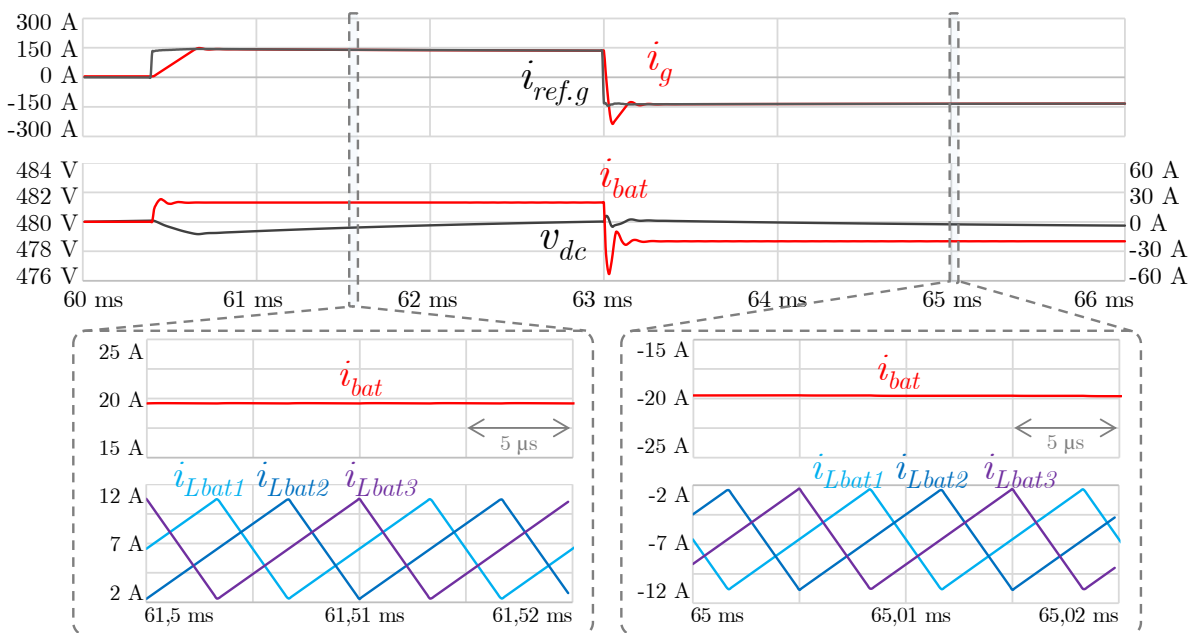 300 A
150 A
0 A
-150 A
-300 A
i_g
i_ref.g
484 V
482 V
480 V
478 V
476 V
i_bat
v_dc
60 A
30 A
0 A
-30 A
-60 A
60 ms 61 ms 62 ms 63 ms 64 ms 65 ms 66 ms
25 A
20 A
15 A
i_bat
5 µs
i_Lbat1 i_Lbat2 i_Lbat3
12 A
7 A
2 A
61,5 ms 61,51 ms 61,52 ms
-15 A
-20 A
-25 A
i_bat
5 µs
i_Lbat1 i_Lbat2 i_Lbat3
-2 A
-7 A
-12 A
65 ms 65,01 ms 65,02 ms